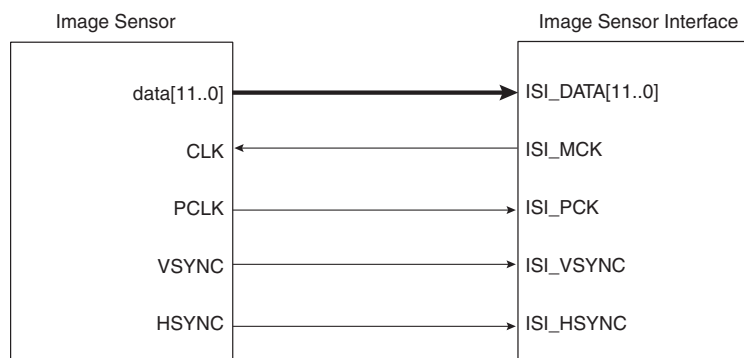 Image Sensor
Image Sensor Interface
data[11..0]
ISI_DATA[11..0]
CLK
ISI_MCK
PCLK
ISI_PCK
VSYNC
ISI_VSYNC
HSYNC
ISI_HSYNC